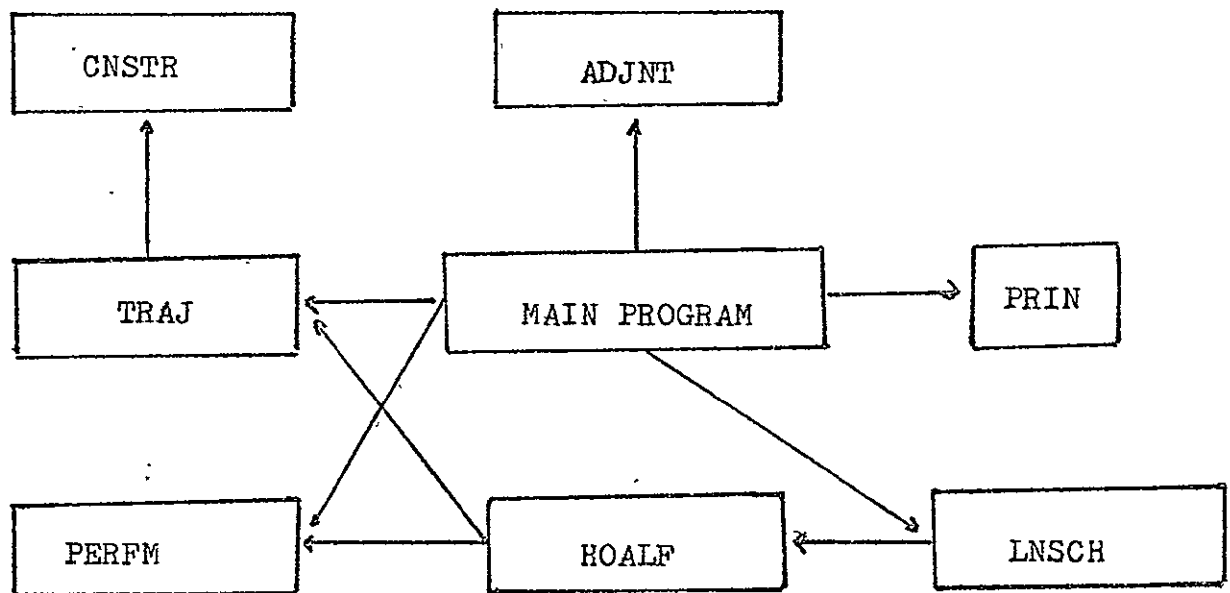 CNSTR
ADJNT
TRAJ
MAIN PROGRAM
PRIN
PERFM
HOALF
LNSCH